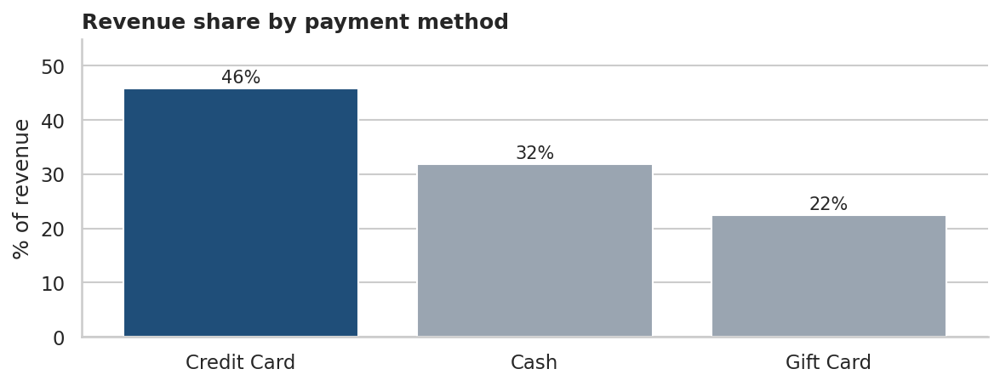 Revenue share by payment method
% of revenue
50
40
30
20
10
0
46%
32%
22%
Credit Card
Cash
Gift Card